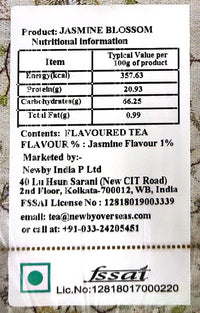 Product: JASMINE BLOSSOM
Nutritional Information
Item Typical Value per 100g of product
Energy(kcal) 357.63
Protein(g) 20.93
Carbohydrates(g) 66.25
Total Fat(g) 0.99
Contents: FLAVOURED TEA
FLAVOUR % : Jasmine Flavour 1%
Marketed by:-
Newby India P Ltd
40 Lu Hsun Sarani (New CIT Road)
2nd Floor, Kolkata-700012, WB, India
FSSAI License No : 12818019003339
email: tea@newbyoverseas.com
or call at: +91-033-24205451
fssai
Lic.No:12818017000220